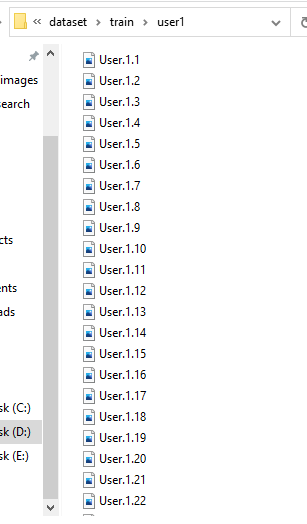 « dataset > train > user1
images
search
cts
ents
ads
sk (C:)
sk (D:)
sk (E:)
User.1.1
User.1.2
User.1.3
User.1.4
User.1.5
User.1.6
User.1.7
User.1.8
User.1.9
User.1.10
User.1.11
User.1.12
User.1.13
User.1.14
User.1.15
User.1.16
User.1.17
User.1.18
User.1.19
User.1.20
User.1.21
User.1.22